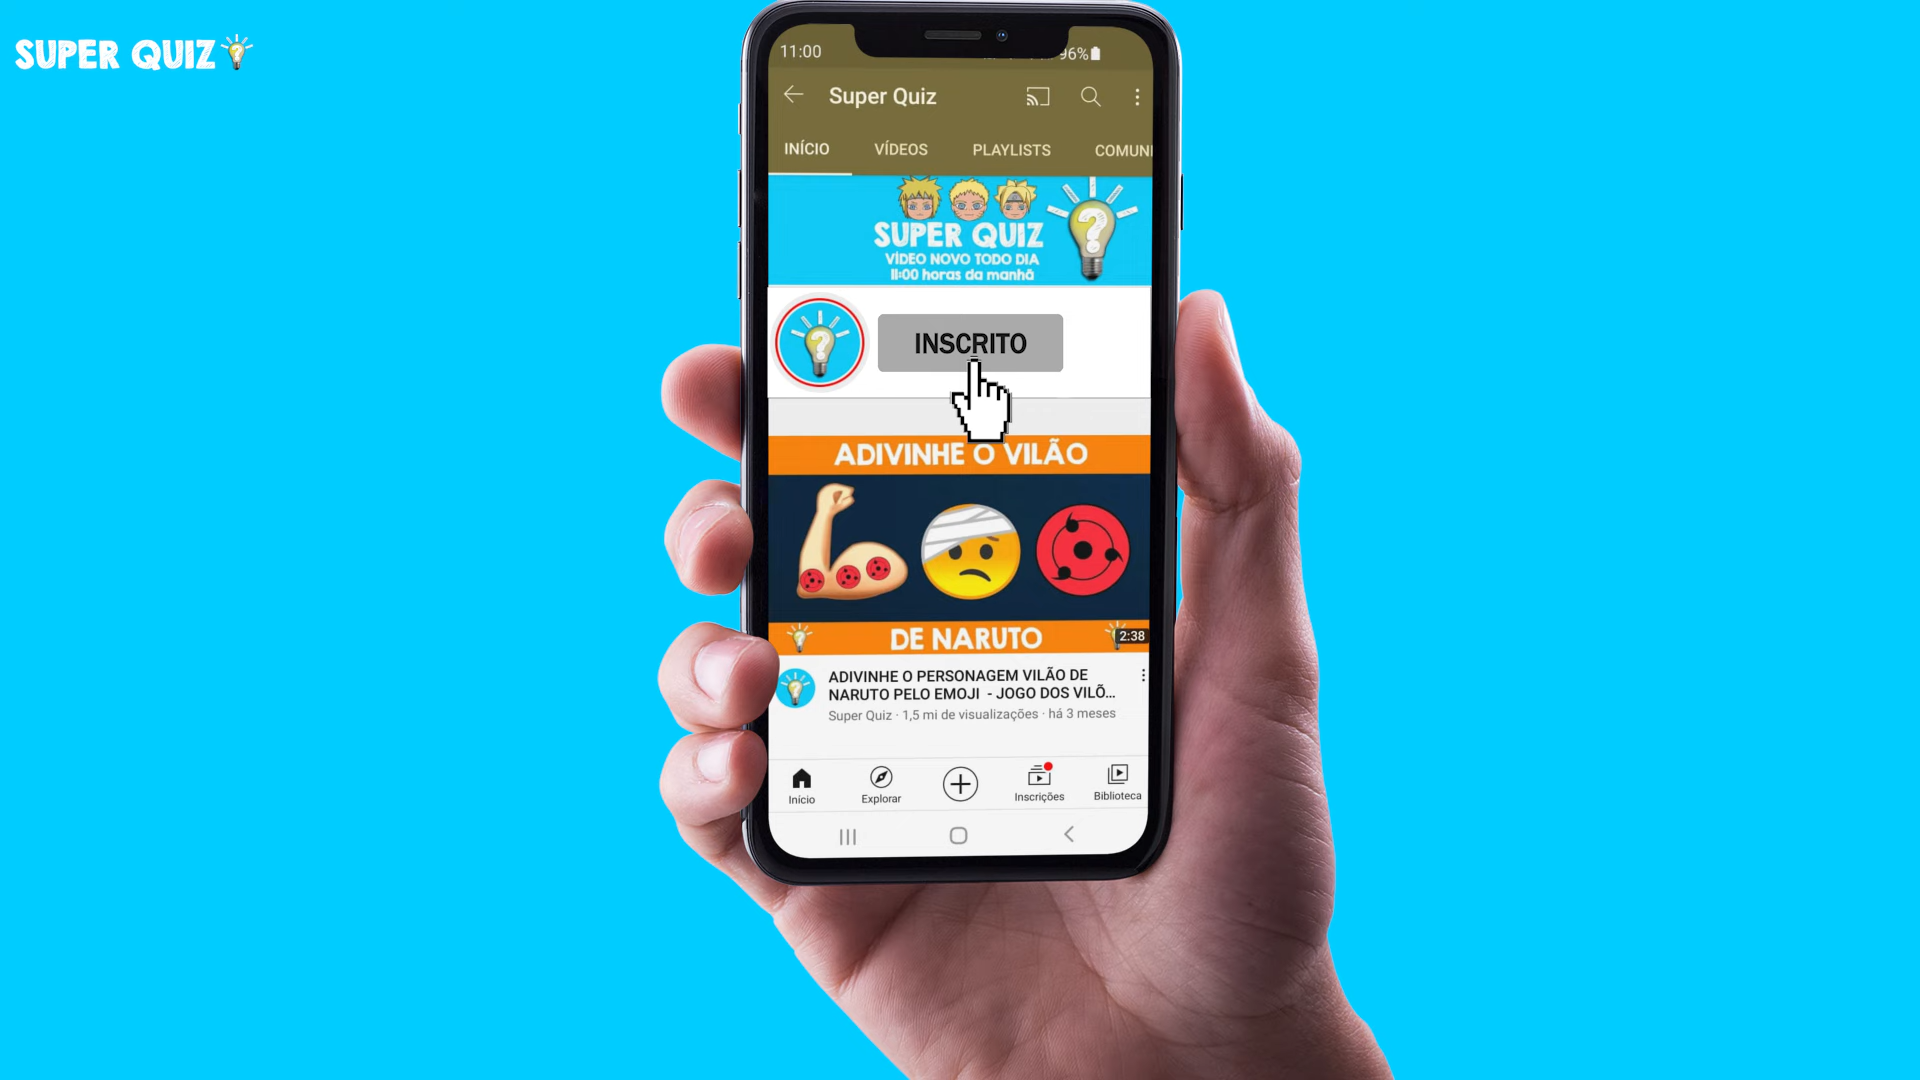 SUPER QUIZ
11:00
96%
Super Quiz
INÍCIO VÍDEOS PLAYLISTS COMUNI
SUPER QUIZ
VÍDEO NOVO TODO DIA
11:00 horas da manhã
INSCRITO
ADIVINHE O VILÃO
DE NARUTO
2:38
ADIVINHE O PERSONAGEM VILÃO DE
NARUTO PELO EMOJI - JOGO DOS VILÕ...
Super Quiz · 1,5 mi de visualizações · há 3 meses
Início Explorar Inscrições Biblioteca